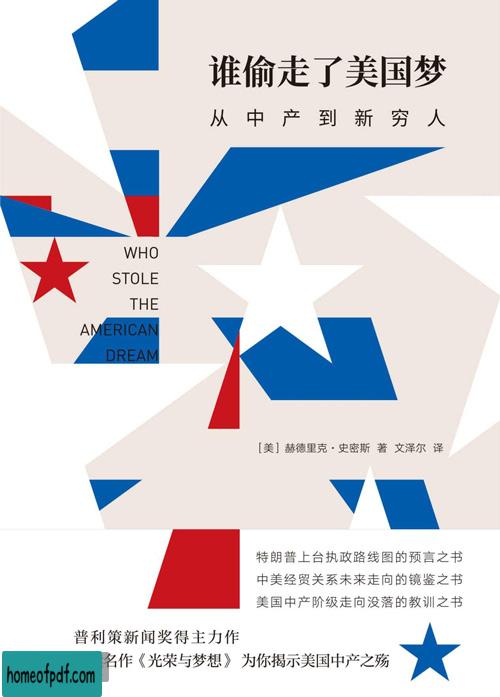 谁偷走了美国梦
从中产到新穷人
WHO
STOLE
THE
AMERICAN
DREAM
[美] 赫德里克·史密斯 著 文泽尔 译
特朗普上台执政路线图的预言之书
中美经贸关系未来走向的镜鉴之书
美国中产阶级走向没落的教训之书
普利策新闻奖得主力作
名作《光荣与梦想》为你揭示美国中产之殇
homeofpdf.com